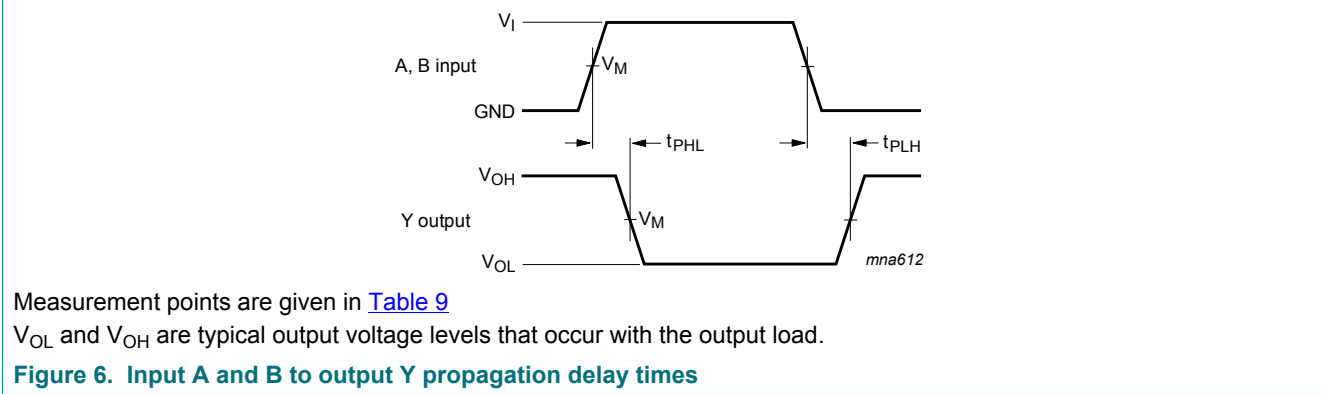 V_I
A, B input
V_M
GND
t_PHL
t_PLH
V_OH
Y output
V_M
V_OL
mna612
Measurement points are given in Table 9
V_OL and V_OH are typical output voltage levels that occur with the output load.
Figure 6. Input A and B to output Y propagation delay times